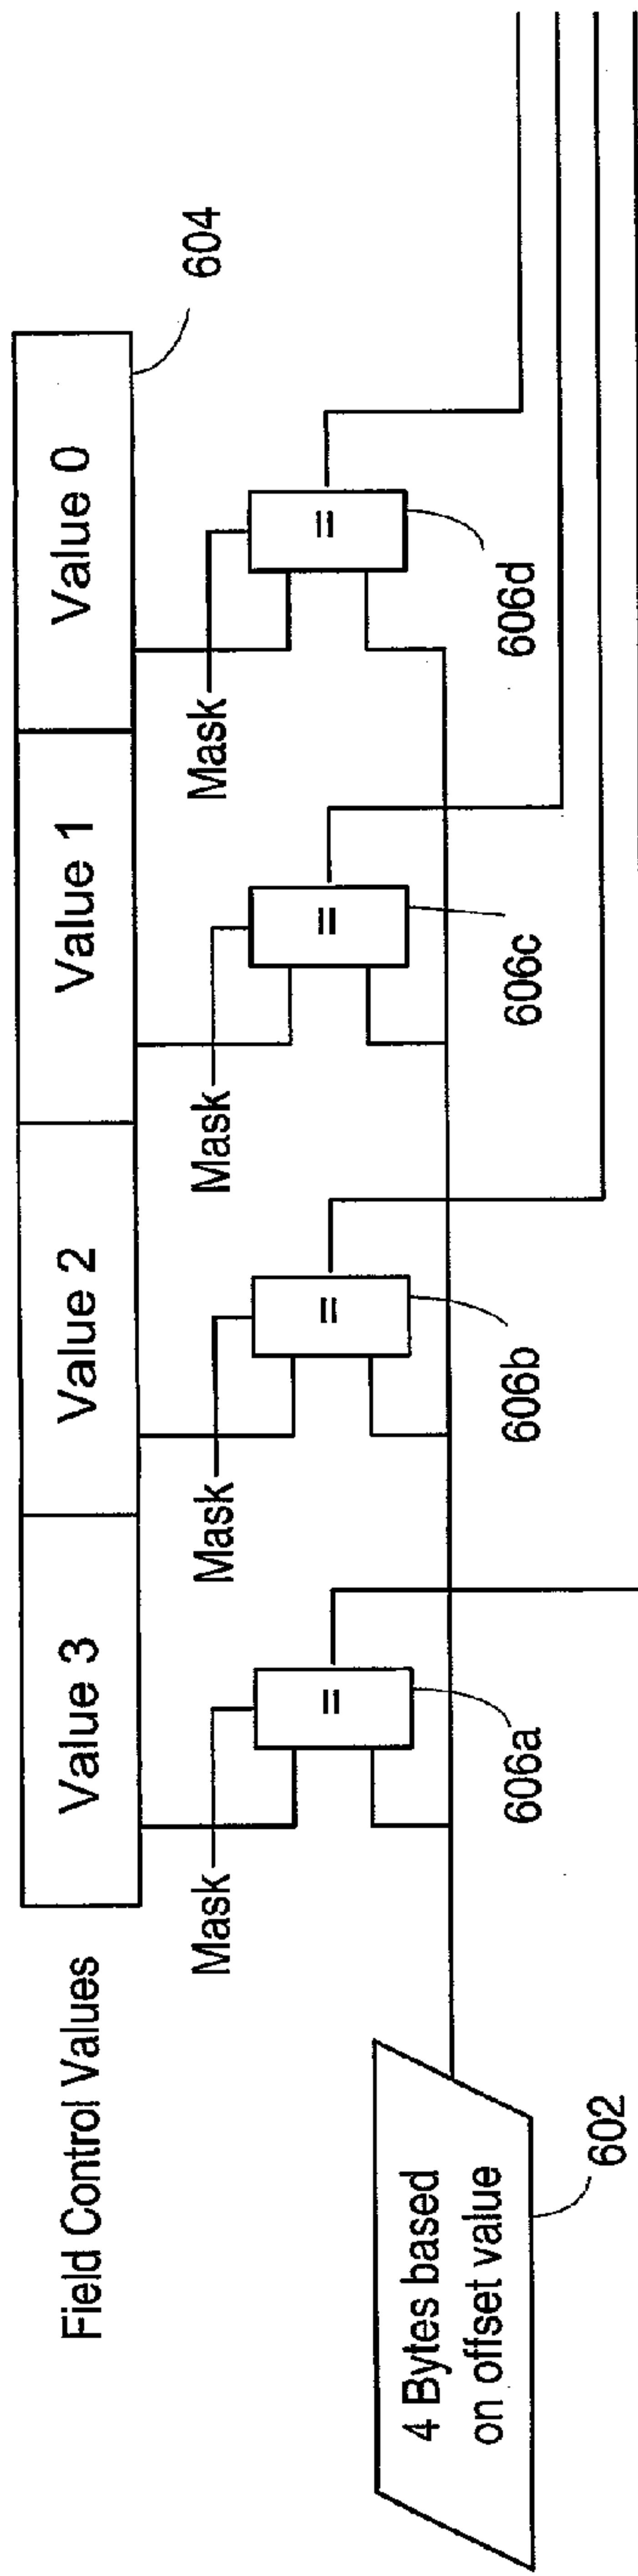 Field Control Values
Value 3
Value 2
Value 1
Value 0
604
Mask
Mask
Mask
Mask
=
=
=
=
606a
606b
606c
606d
4 Bytes based
on offset value
602